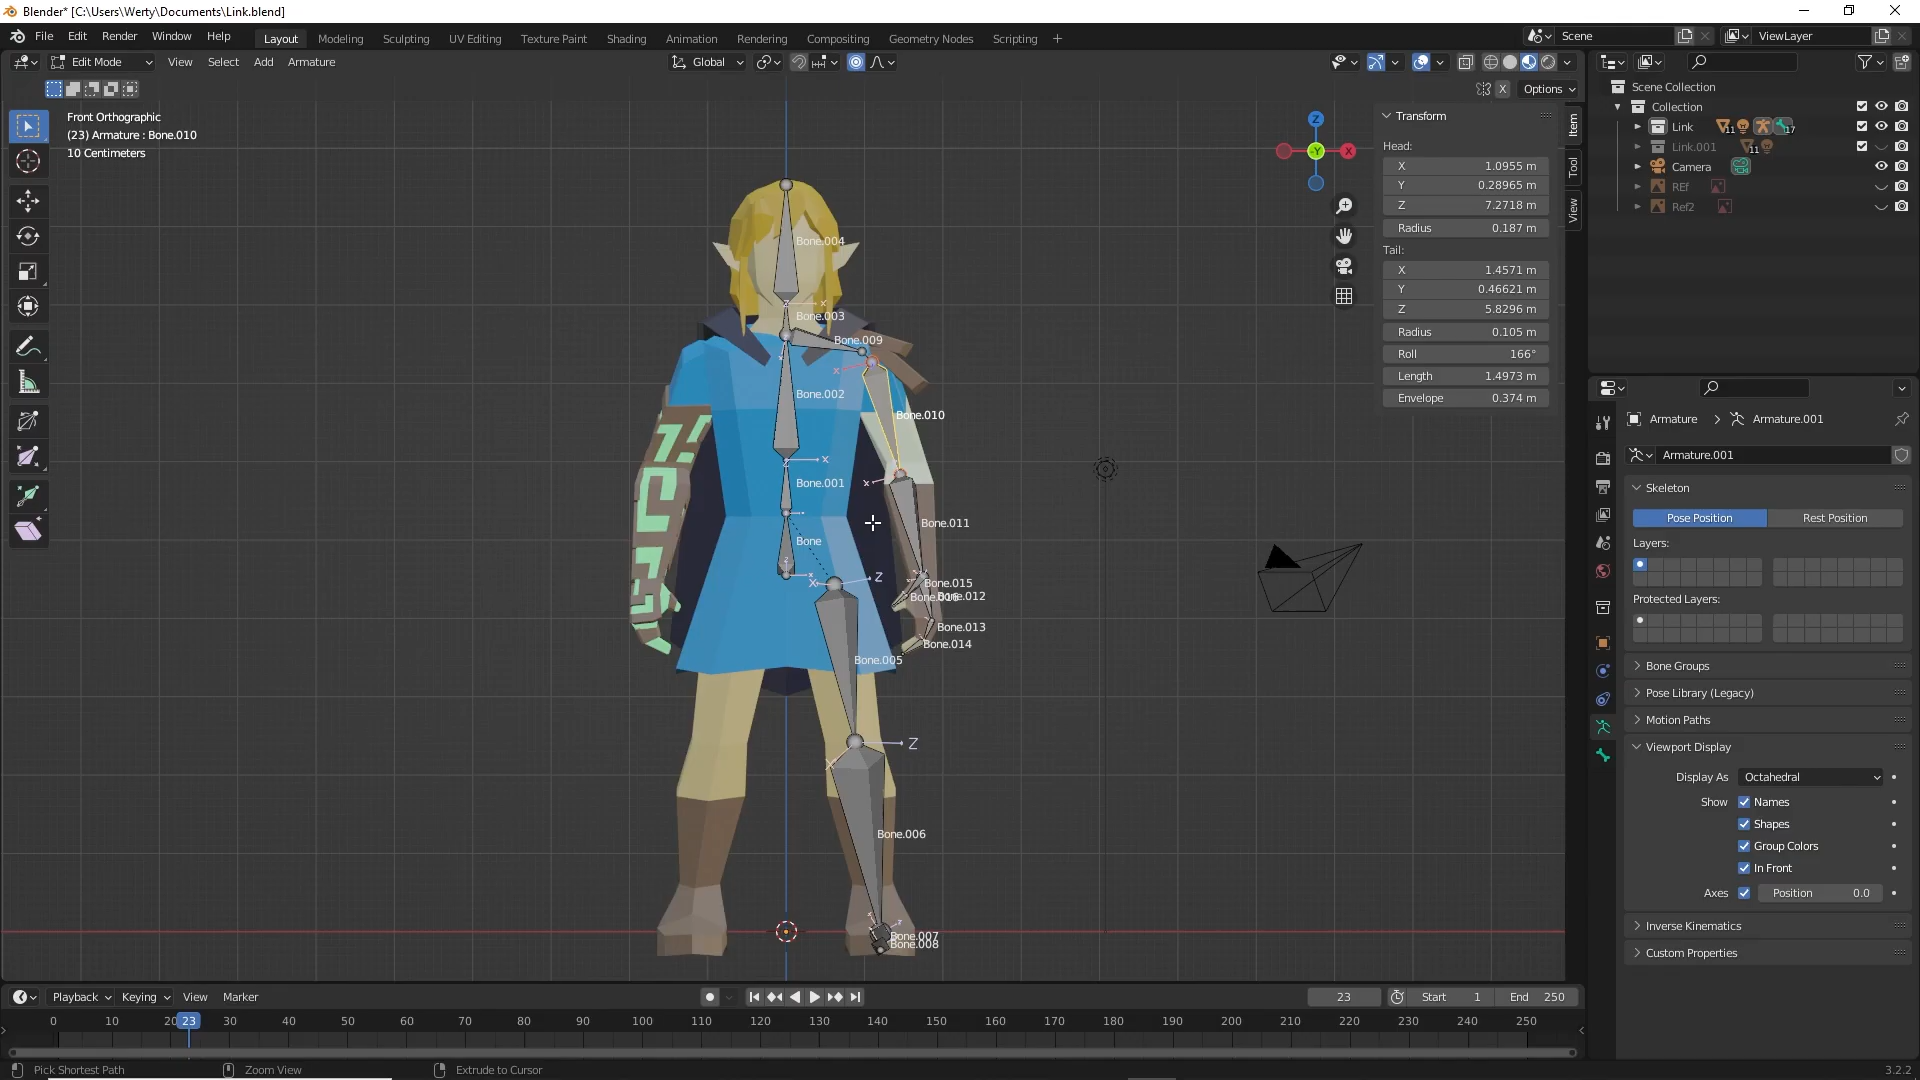 Blender* [C:\Users\Werty\Documents\Link.blend]
File Edit Render Window Help
Layout Modeling Sculpting UV Editing Texture Paint Shading Animation Rendering Compositing Geometry Nodes Scripting +
Scene
ViewLayer
Edit Mode View Select Add Armature
Global
X Options
Front Orthographic
(23) Armature : Bone.010
10 Centimeters
Z
-Y
X
Transform
Head:
X 1.0955 m
Y 0.28965 m
Z 7.2718 m
Radius 0.187 m
Tail:
X 1.4571 m
Y 0.46621 m
Z 5.8296 m
Radius 0.105 m
Roll 166°
Length 1.4973 m
Envelope 0.374 m
Item
Tool
View
Bone.004
Bone.003
Bone.009
Bone.002
Bone.010
Bone.001
Bone.011
Bone
Bone.015
Bone.012
Bone.013
Bone.014
Bone.005
Bone.006
Bone.007
Bone.008
Scene Collection
Collection
Link 11 17
Link.001 11
Camera
REf
Ref2
Armature > Armature.001
Armature.001
Skeleton
Pose Position Rest Position
Layers:
Protected Layers:
Bone Groups
Pose Library (Legacy)
Motion Paths
Viewport Display
Display As Octahedral
Show Names
Shapes
Group Colors
In Front
Axes Position 0.0
Inverse Kinematics
Custom Properties
Playback Keying View Marker
23 Start 1 End 250
0 10 20 23 30 40 50 60 70 80 90 100 110 120 130 140 150 160 170 180 190 200 210 220 230 240 250
Pick Shortest Path Zoom View Extrude to Cursor 3.2.2